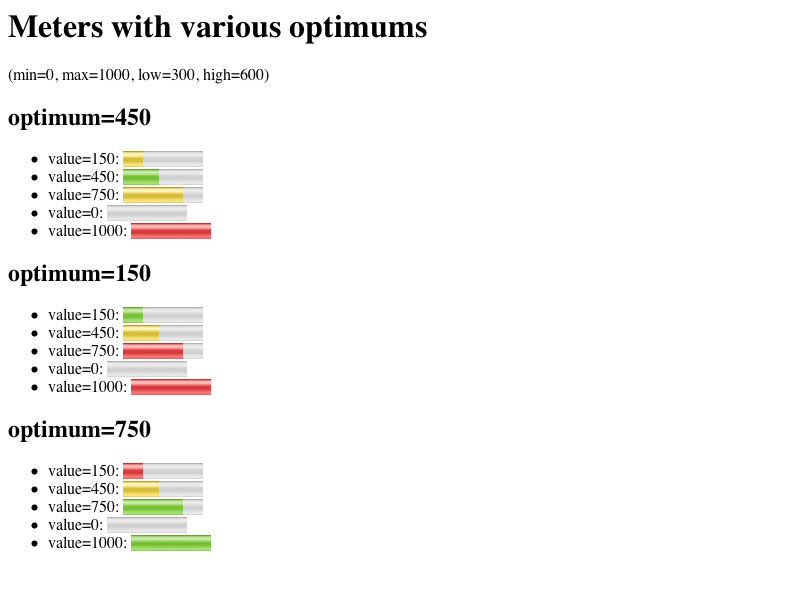 Meters with various optimums
(min=0, max=1000, low=300, high=600)
optimum=450
value=150:
value=450:
value=750:
value=0:
value=1000:
optimum=150
value=150:
value=450:
value=750:
value=0:
value=1000:
optimum=750
value=150:
value=450:
value=750:
value=0:
value=1000: